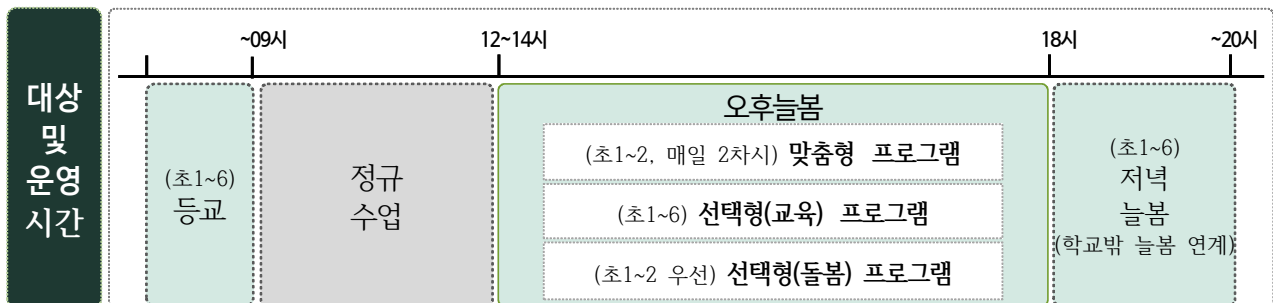 대상
및
운영
시간
~09시
12~14시
18시
~20시
(초1~6)
등교
정규
수업
오후늘봄
(초1~2, 매일 2차시) 맞춤형 프로그램
(초1~6) 선택형(교육) 프로그램
(초1~2 우선) 선택형(돌봄) 프로그램
(초1~6)
저녁
늘봄
(학교밖 늘봄 연계)